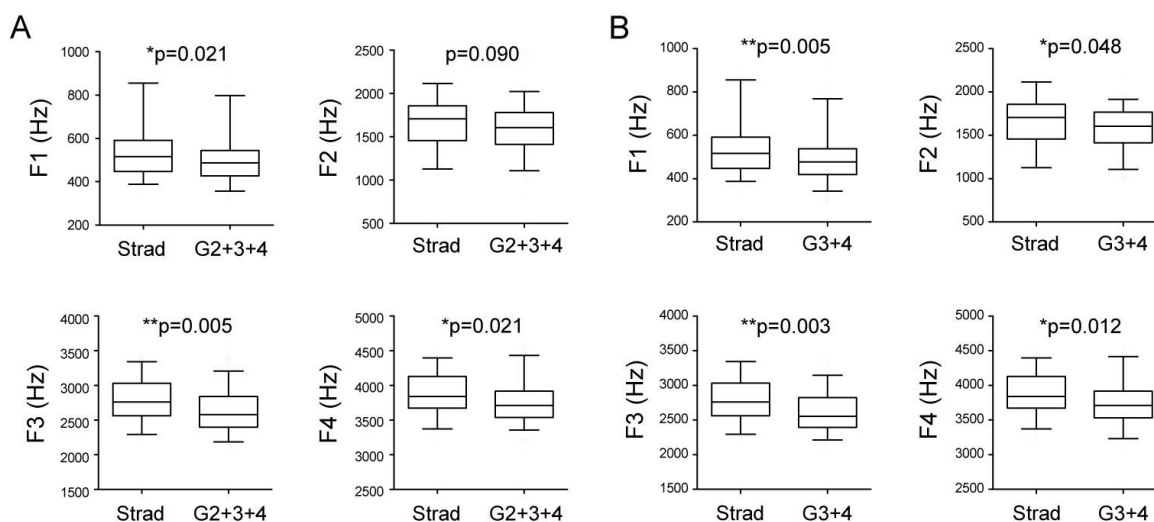 A
B
*p=0.021
F1 (Hz)
1000
800
600
400
200
Strad G2+3+4
p=0.090
F2 (Hz)
2500
2000
1500
1000
500
Strad G2+3+4
**p=0.005
F1 (Hz)
1000
800
600
400
200
Strad G3+4
*p=0.048
F2 (Hz)
2500
2000
1500
1000
500
Strad G3+4
**p=0.005
F3 (Hz)
4000
3500
3000
2500
2000
1500
Strad G2+3+4
*p=0.021
F4 (Hz)
5000
4500
4000
3500
3000
2500
Strad G2+3+4
**p=0.003
F3 (Hz)
4000
3500
3000
2500
2000
1500
Strad G3+4
*p=0.012
F4 (Hz)
5000
4500
4000
3500
3000
2500
Strad G3+4